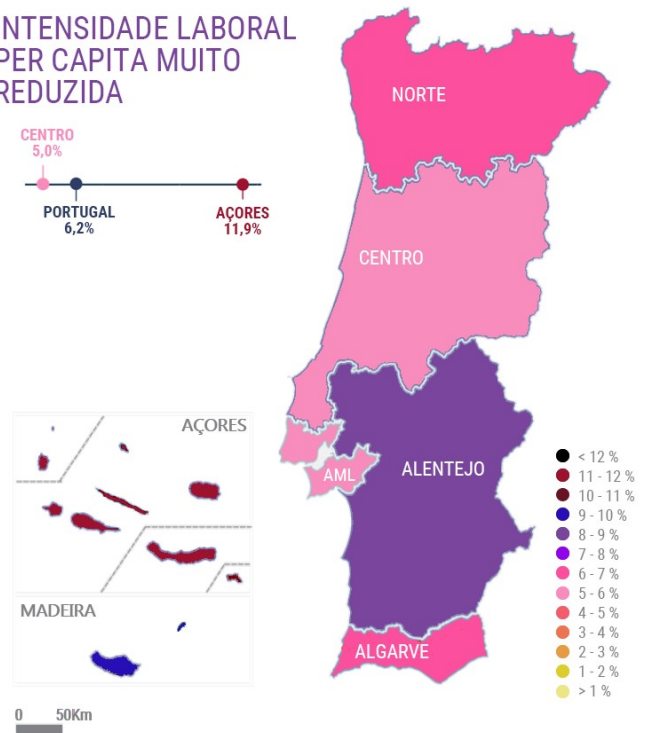 INTENSIDADE LABORAL
PER CAPITA MUITO
REDUZIDA
CENTRO
5,0%
PORTUGAL
6,2%
AÇORES
11,9%
NORTE
CENTRO
AML
ALENTEJO
ALGARVE
AÇORES
MADEIRA
0 50Km
< 12 %
11 - 12 %
10 - 11 %
9 - 10 %
8 - 9 %
7 - 8 %
6 - 7 %
5 - 6 %
4 - 5 %
3 - 4 %
2 - 3 %
1 - 2 %
> 1 %